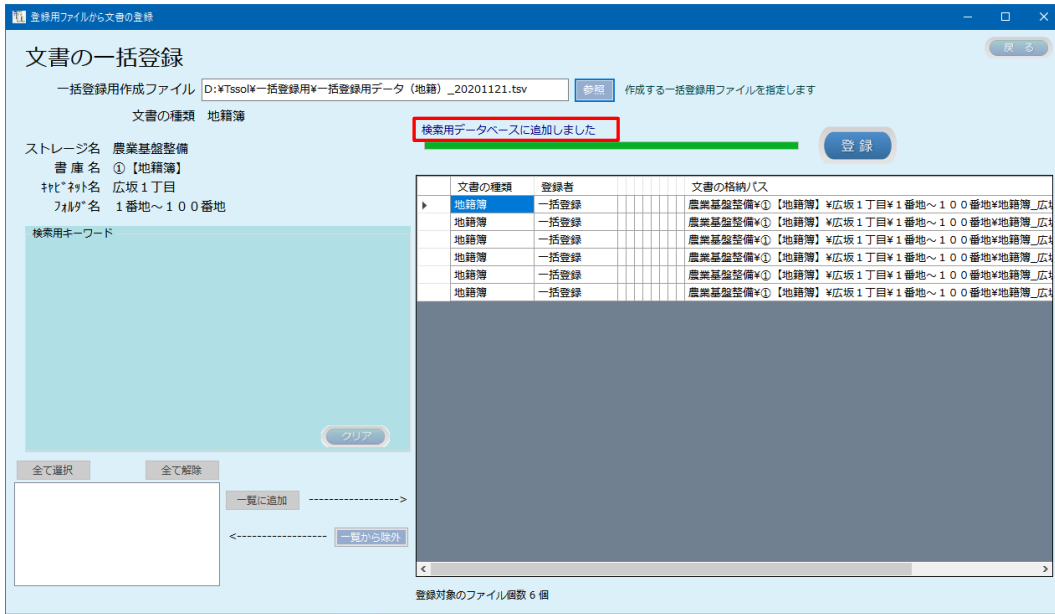 登録用ファイルから文書の登録
文書の一括登録
戻る
一括登録用作成ファイル D:¥Tssol¥一括登録用¥一括登録用データ（地籍）_20201121.tsv 参照 作成する一括登録用ファイルを指定します
文書の種類 地籍簿
検索用データベースに追加しました
登録
ストレージ名 農業基盤整備
書庫名 ①【地籍簿】
ｷｬﾋﾞﾈｯﾄ名 広坂１丁目
ﾌｫﾙﾀﾞ名 １番地～１００番地
検索用キーワード
クリア
文書の種類 登録者 文書の格納パス
地籍簿 一括登録 農業基盤整備¥①【地籍簿】¥広坂１丁目¥１番地～１００番地¥地籍簿_広
地籍簿 一括登録 農業基盤整備¥①【地籍簿】¥広坂１丁目¥１番地～１００番地¥地籍簿_広
地籍簿 一括登録 農業基盤整備¥①【地籍簿】¥広坂１丁目¥１番地～１００番地¥地籍簿_広
地籍簿 一括登録 農業基盤整備¥①【地籍簿】¥広坂１丁目¥１番地～１００番地¥地籍簿_広
地籍簿 一括登録 農業基盤整備¥①【地籍簿】¥広坂１丁目¥１番地～１００番地¥地籍簿_広
地籍簿 一括登録 農業基盤整備¥①【地籍簿】¥広坂１丁目¥１番地～１００番地¥地籍簿_広
全て選択 全て解除
一覧に追加 ------------------>
<------------------ 一覧から除外
登録対象のファイル個数 6 個